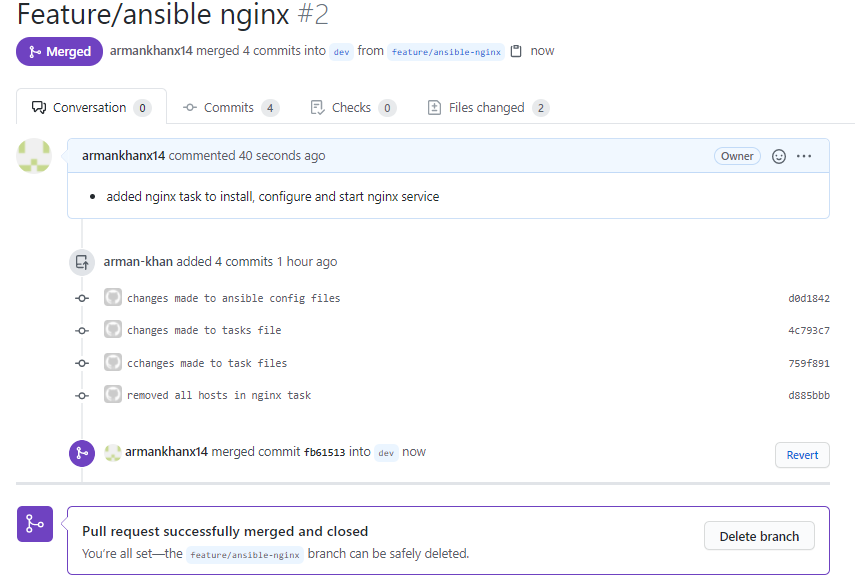 Feature/ansible nginx #2
Merged armankhanx14 merged 4 commits into dev from feature/ansible-nginx now
Conversation 0 Commits 4 Checks 0 Files changed 2
armankhanx14 commented 40 seconds ago Owner
added nginx task to install, configure and start nginx service
arman-khan added 4 commits 1 hour ago
changes made to ansible config files d0d1842
changes made to tasks file 4c793c7
cchanges made to task files 759f891
removed all hosts in nginx task d885bbb
armankhanx14 merged commit fb61513 into dev now Revert
Pull request successfully merged and closed
You're all set—the feature/ansible-nginx branch can be safely deleted.
Delete branch